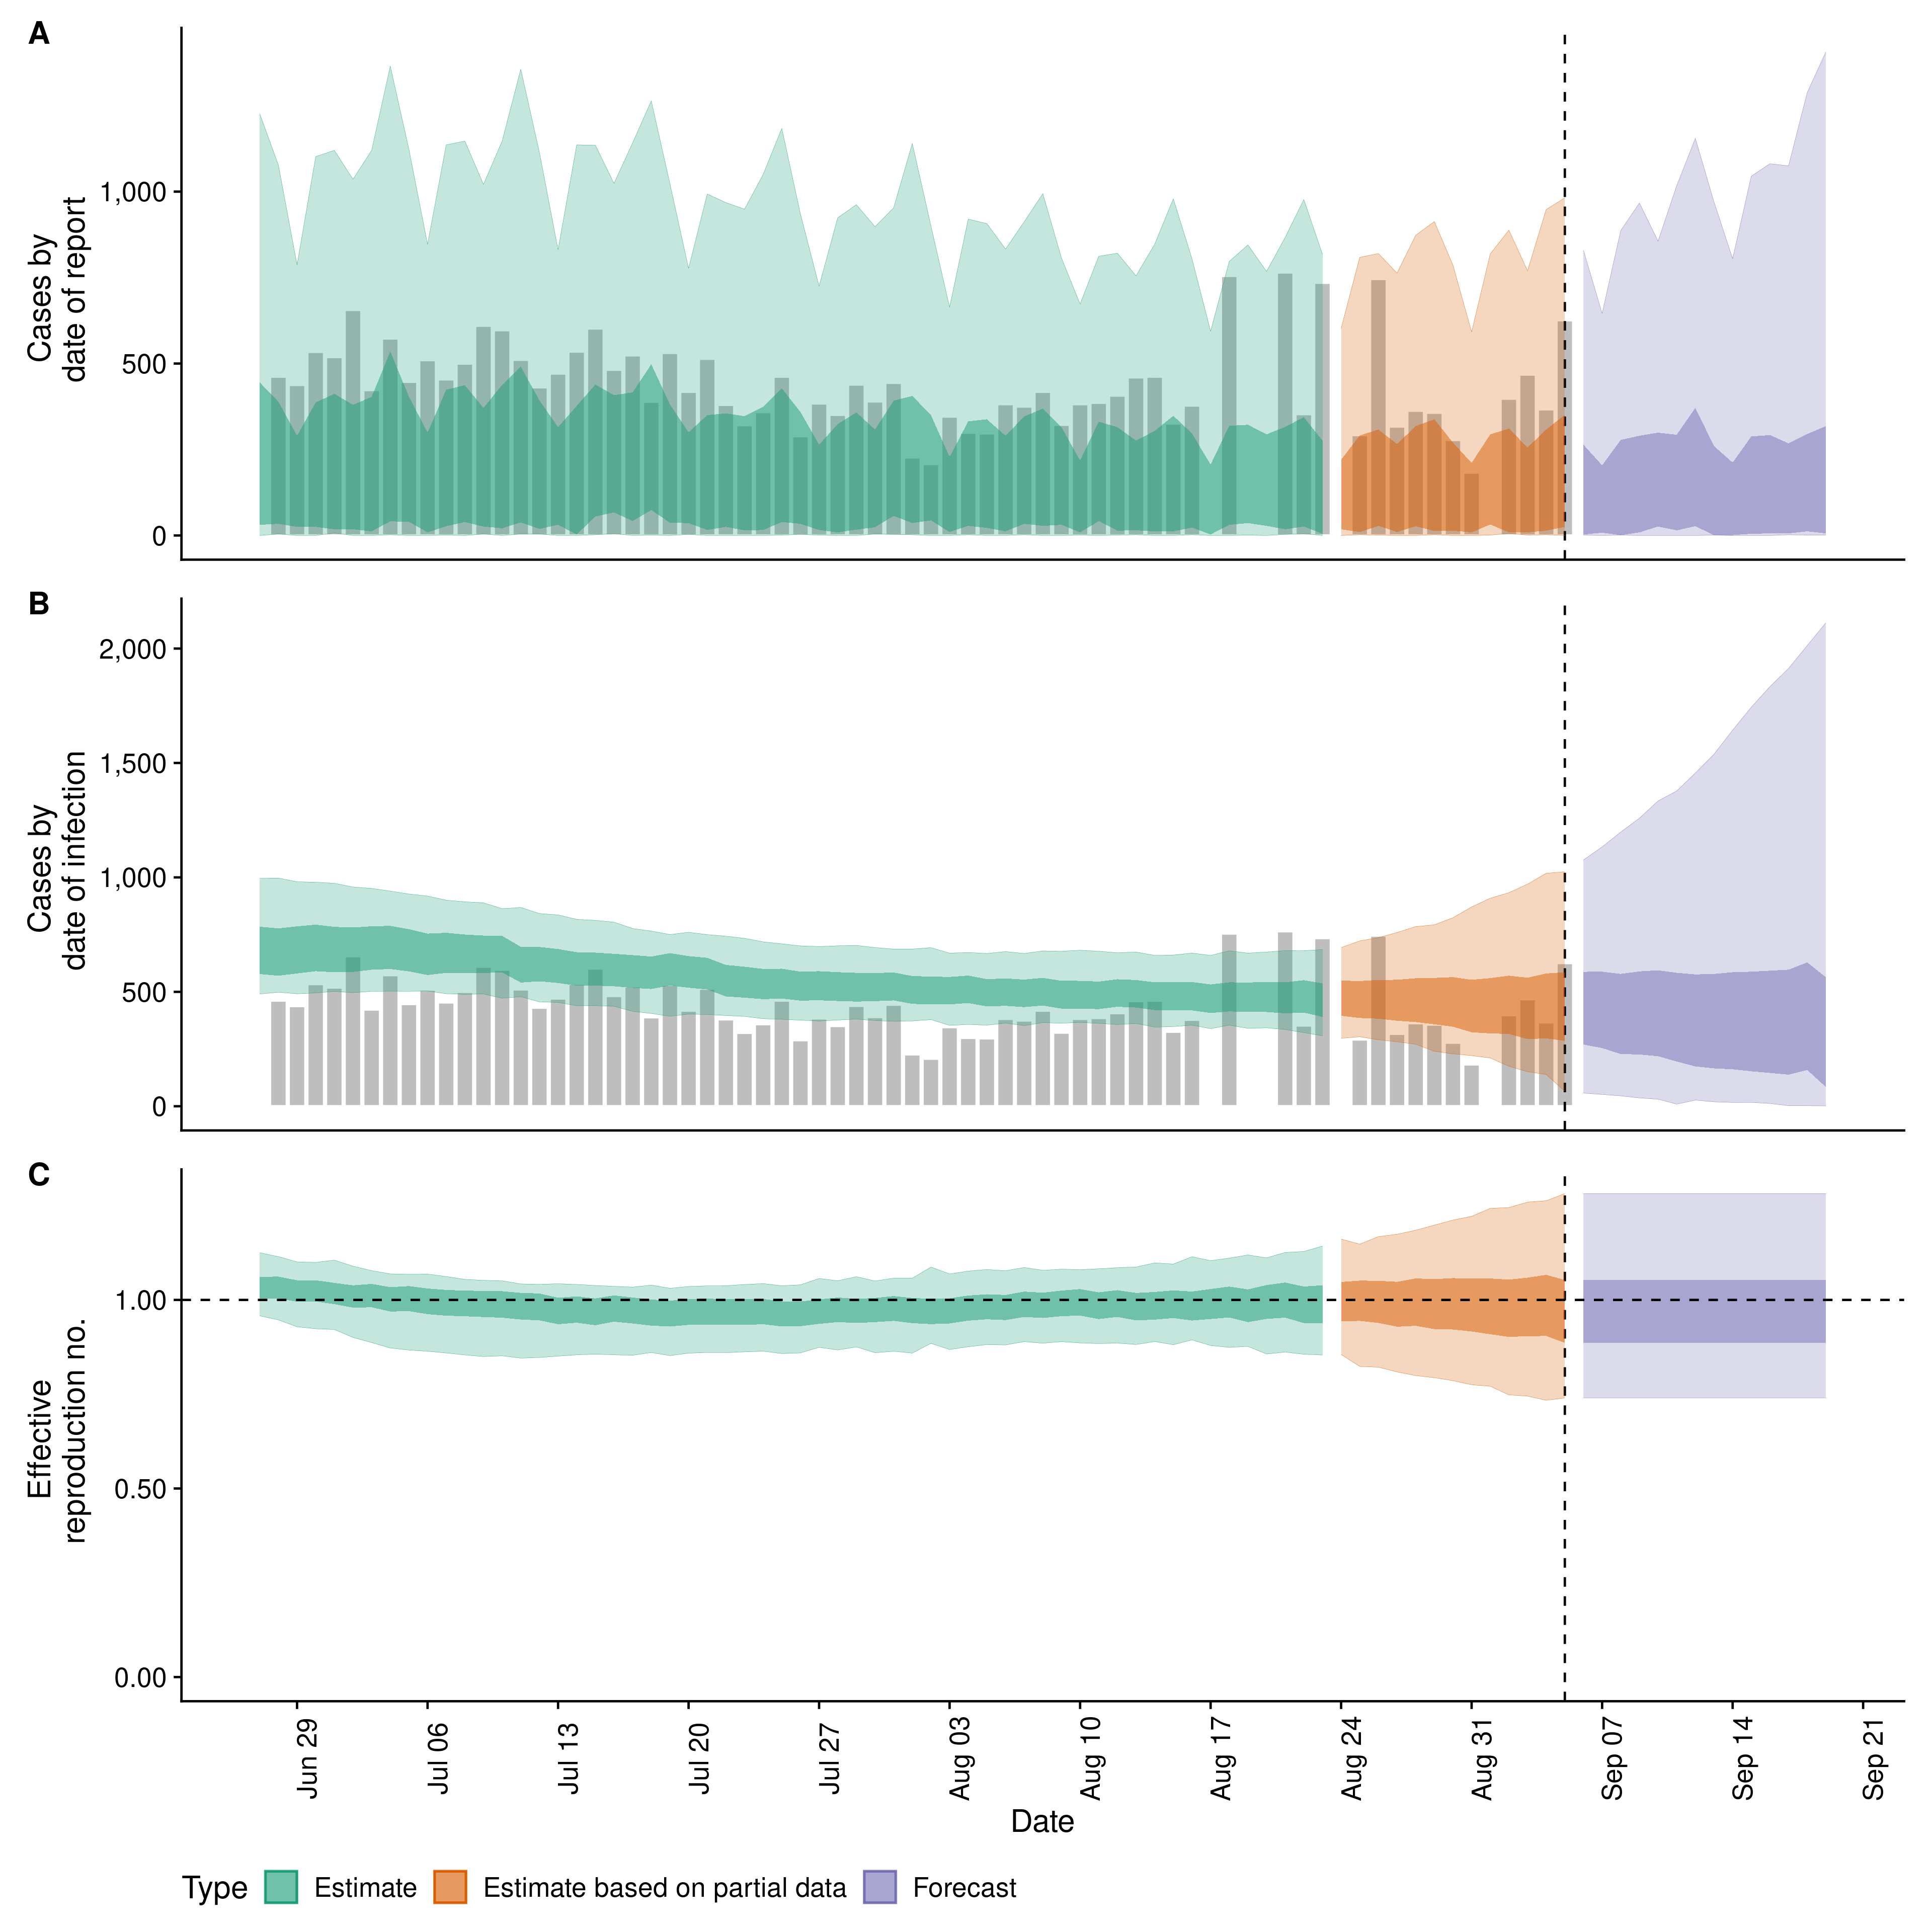 A
Cases by
date of report
1,000
500
0
B
Cases by
date of infection
2,000
1,500
1,000
500
0
C
Effective
reproduction no.
1.00
0.50
0.00
Jun 29
Jul 06
Jul 13
Jul 20
Jul 27
Aug 03
Aug 10
Aug 17
Aug 24
Aug 31
Sep 07
Sep 14
Sep 21
Date
Type Estimate Estimate based on partial data Forecast